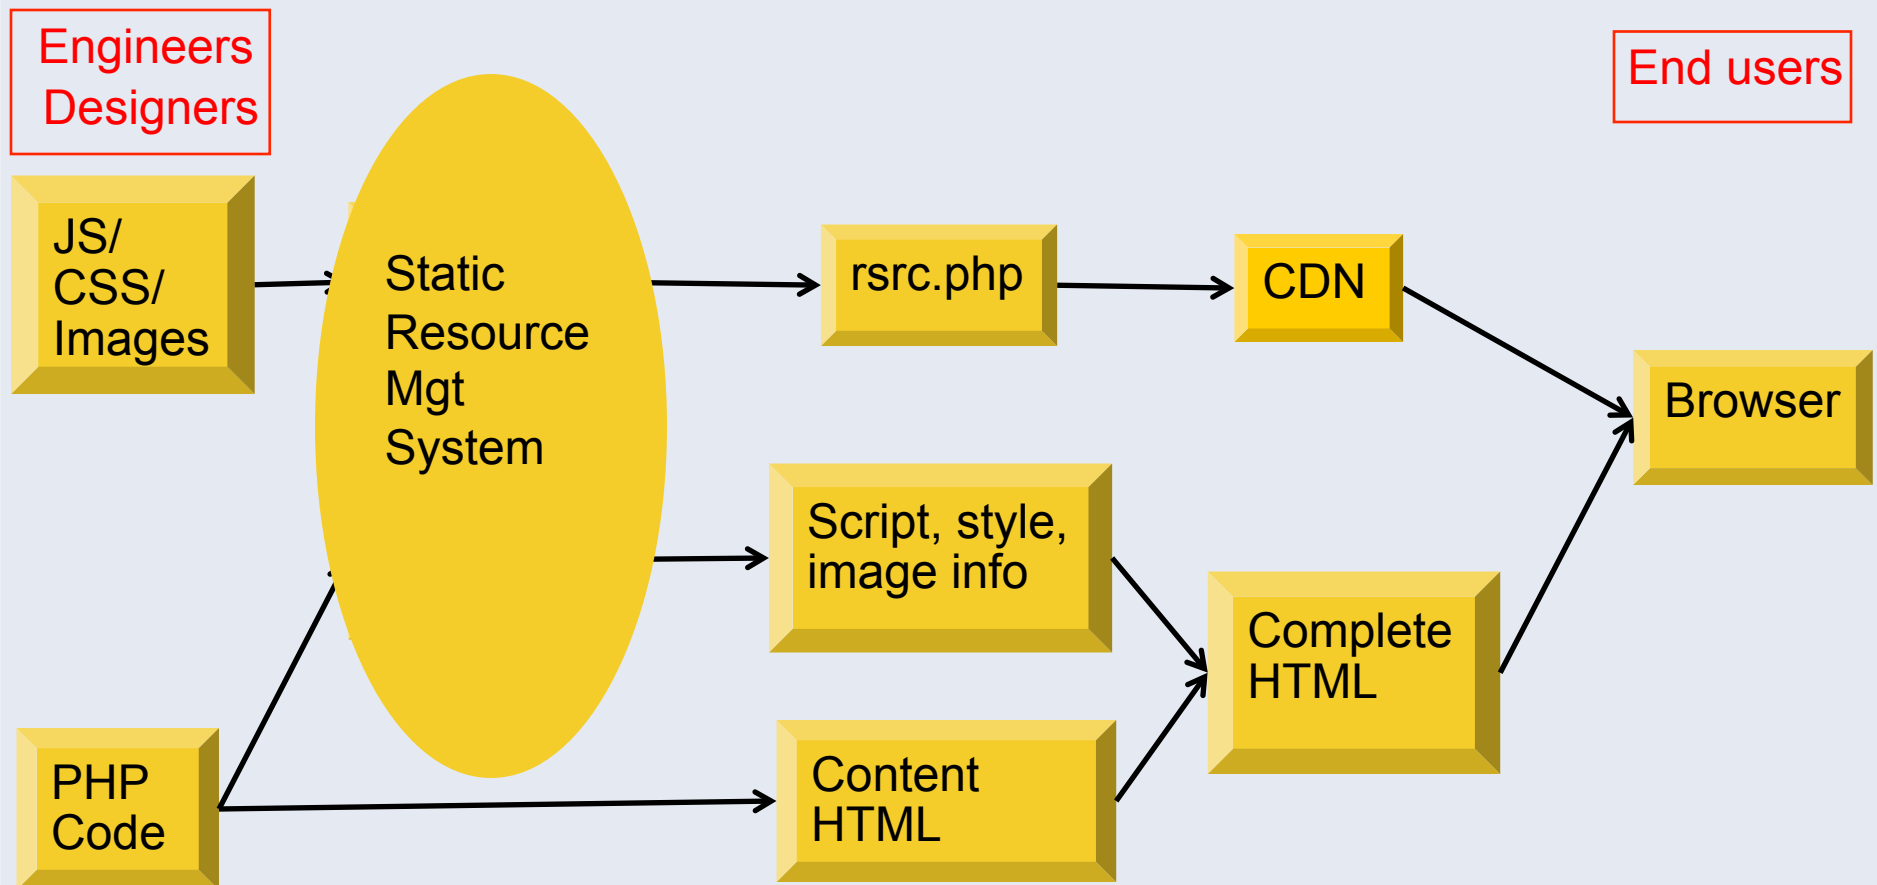 Engineers
Designers
End users
JS/
CSS/
Images
Static
Resource
Mgt
System
rsrc.php
CDN
Browser
Script, style,
image info
Complete
HTML
PHP
Code
Content
HTML